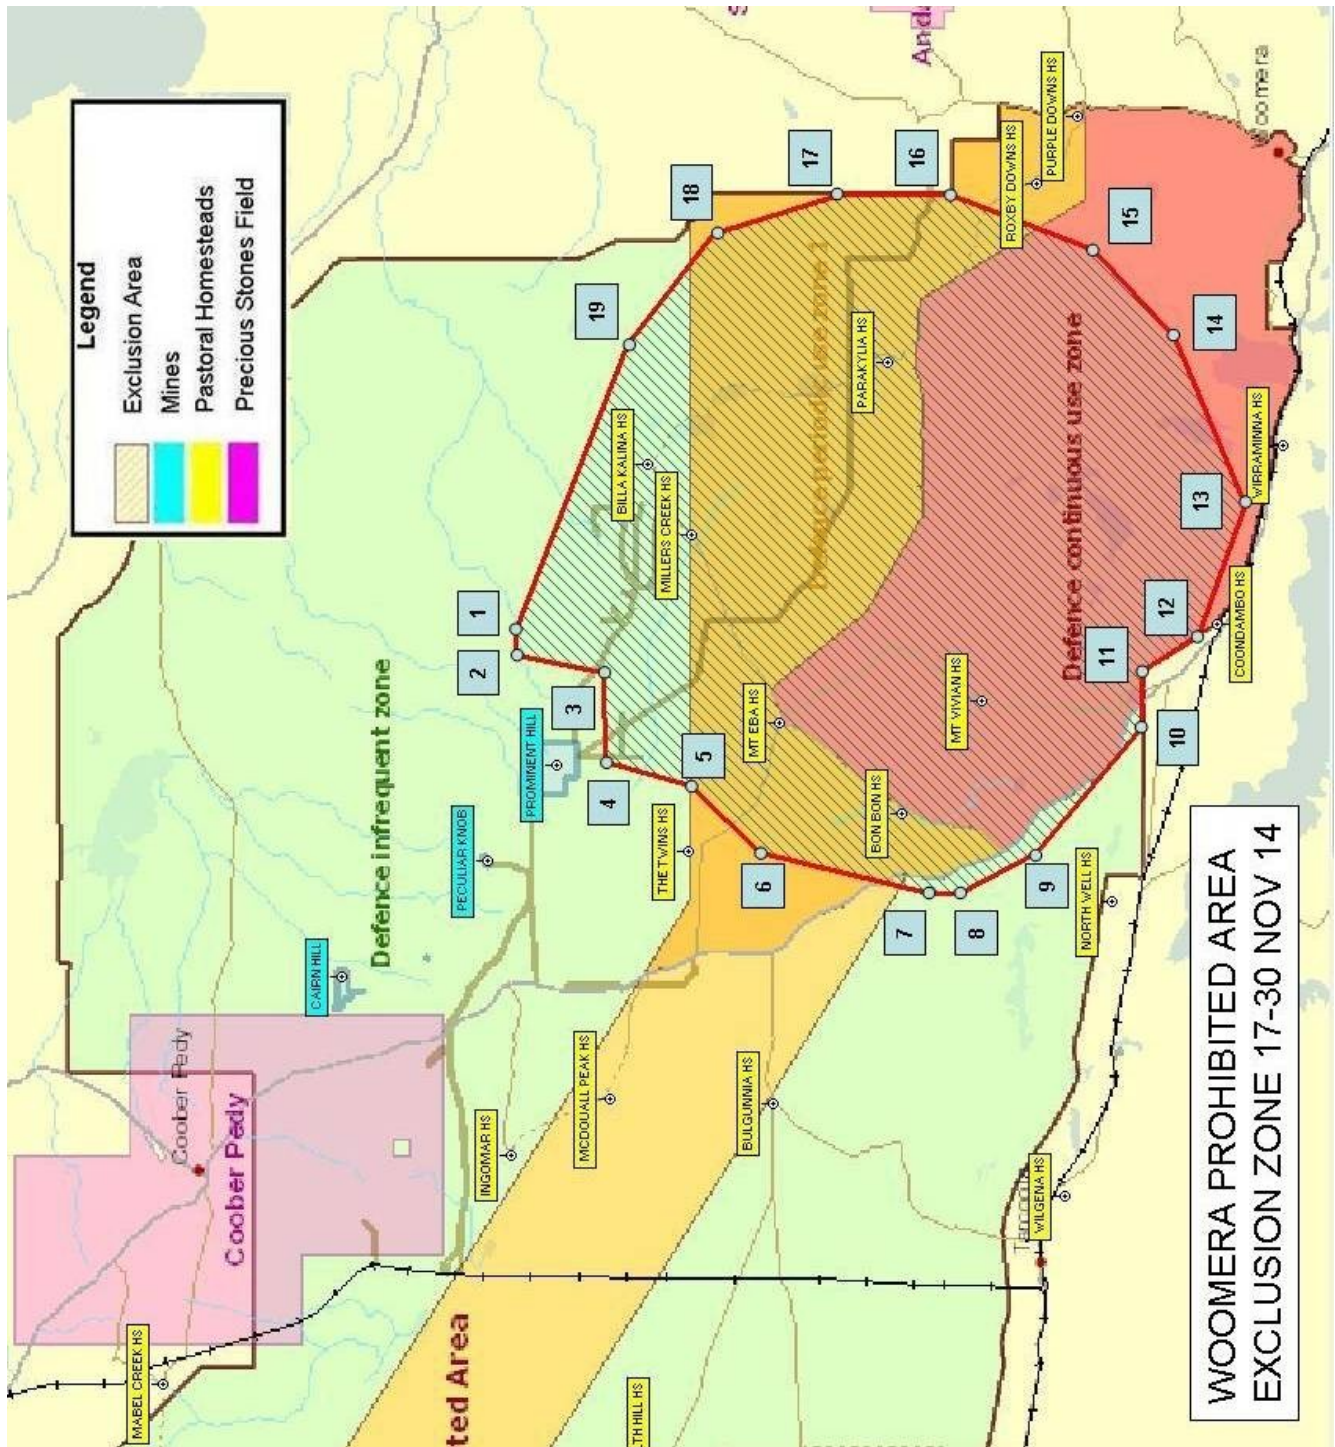 Legend
Exclusion Area
Mines
Pastoral Homesteads
Precious Stones Field
MABEL CREEK HS
Coober Pedy
Coober Pedy
CAIRN HILL
Defence infrequent zone
PECULIAR KNOB
PROMINENT HILL
INGOMAR HS
MCDOUALL PEAK HS
THE TWINS HS
BULGUNNIA HS
ted Area
LTH HILL HS
1
2
3
4
5
6
7
8
9
10
11
12
13
14
15
16
17
18
19
BILLA KALINA HS
MILLERS CREEK HS
MT EBA HS
PARAKYLIA HS
BON BON HS
MT VIVIAN HS
Defence continuous use zone
ROXBY DOWNS HS
PURPLE DOWNS HS
Anda
Woomera
WIRRAMINNA HS
COONDAMBO HS
NORTH WELL HS
WILGENA HS
WOOMERA PROHIBITED AREA
EXCLUSION ZONE 17-30 NOV 14